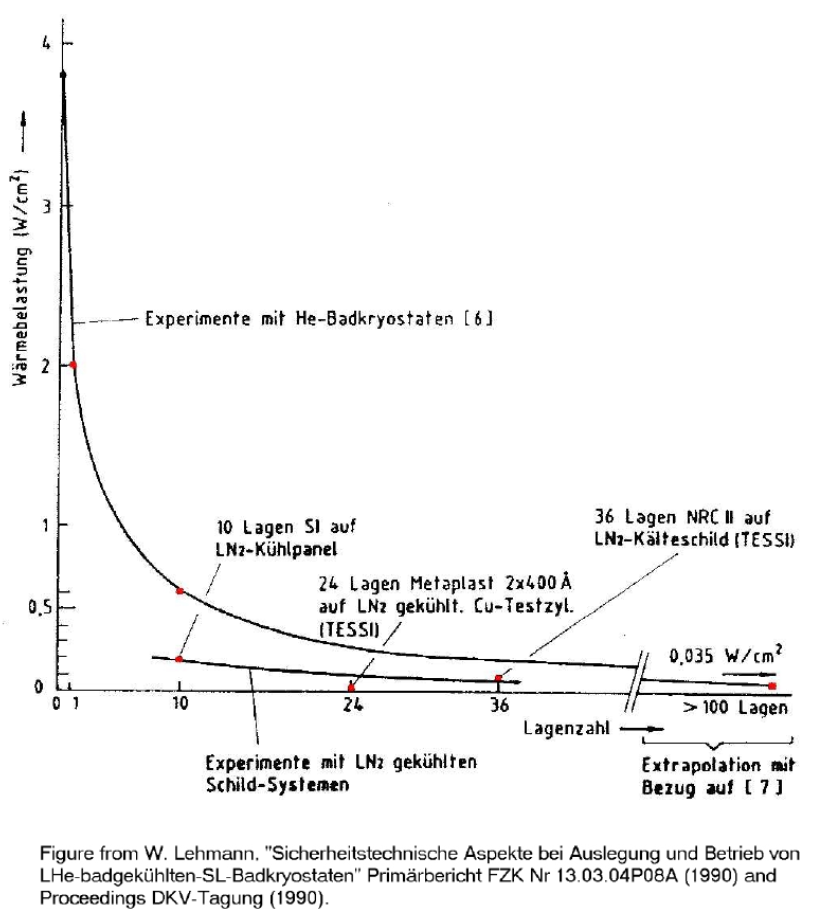 4
3
2
1
0,5
0
Wärmebelastung (W/cm²)
Experimente mit He-Badkryostaten [6]
10 Lagen SI auf
LN₂-Kühlpanel
36 Lagen NRC II auf
LN₂-Kälteschild (TESSI)
24 Lagen Metaplast 2x400 Å
auf LN₂ gekühlt. Cu-Testzyl.
(TESSI)
0,035 W/cm²
0 1 10 24 36 > 100 Lagen
Lagenzahl
Experimente mit LN₂ gekühlten
Schild-Systemen
Extrapolation mit
Bezug auf [7]
Figure from W. Lehmann, "Sicherheitstechnische Aspekte bei Auslegung und Betrieb von
LHe-badgekühlten-SL-Badkryostaten" Primärbericht FZK Nr 13.03.04P08A (1990) and
Proceedings DKV-Tagung (1990).